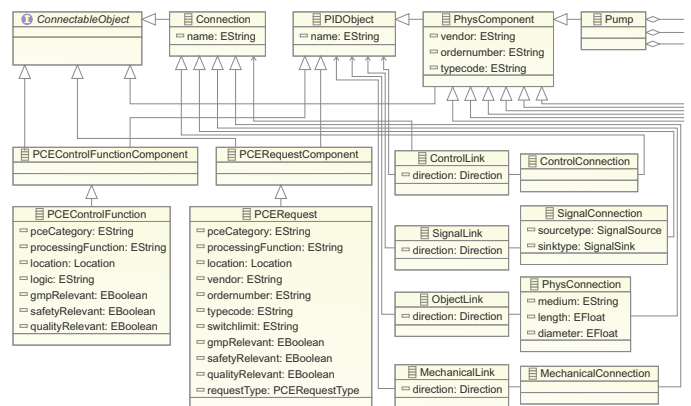 ConnectableObject
Connection
name: EString
PIDObject
name: EString
PhysComponent
vendor: EString
ordernumber: EString
typecode: EString
Pump
PCEControlFunctionComponent
PCERequestComponent
ControlLink
direction: Direction
ControlConnection
PCEControlFunction
pceCategory: EString
processingFunction: EString
location: Location
logic: EString
gmpRelevant: EBoolean
safetyRelevant: EBoolean
qualityRelevant: EBoolean
PCERequest
pceCategory: EString
processingFunction: EString
location: Location
vendor: EString
ordernumber: EString
typecode: EString
switchlimit: EString
gmpRelevant: EBoolean
safetyRelevant: EBoolean
qualityRelevant: EBoolean
requestType: PCERequestType
SignalLink
direction: Direction
SignalConnection
sourcetype: SignalSource
sinktype: SignalSink
ObjectLink
direction: Direction
PhysConnection
medium: EString
length: EFloat
diameter: EFloat
MechanicalLink
direction: Direction
MechanicalConnection